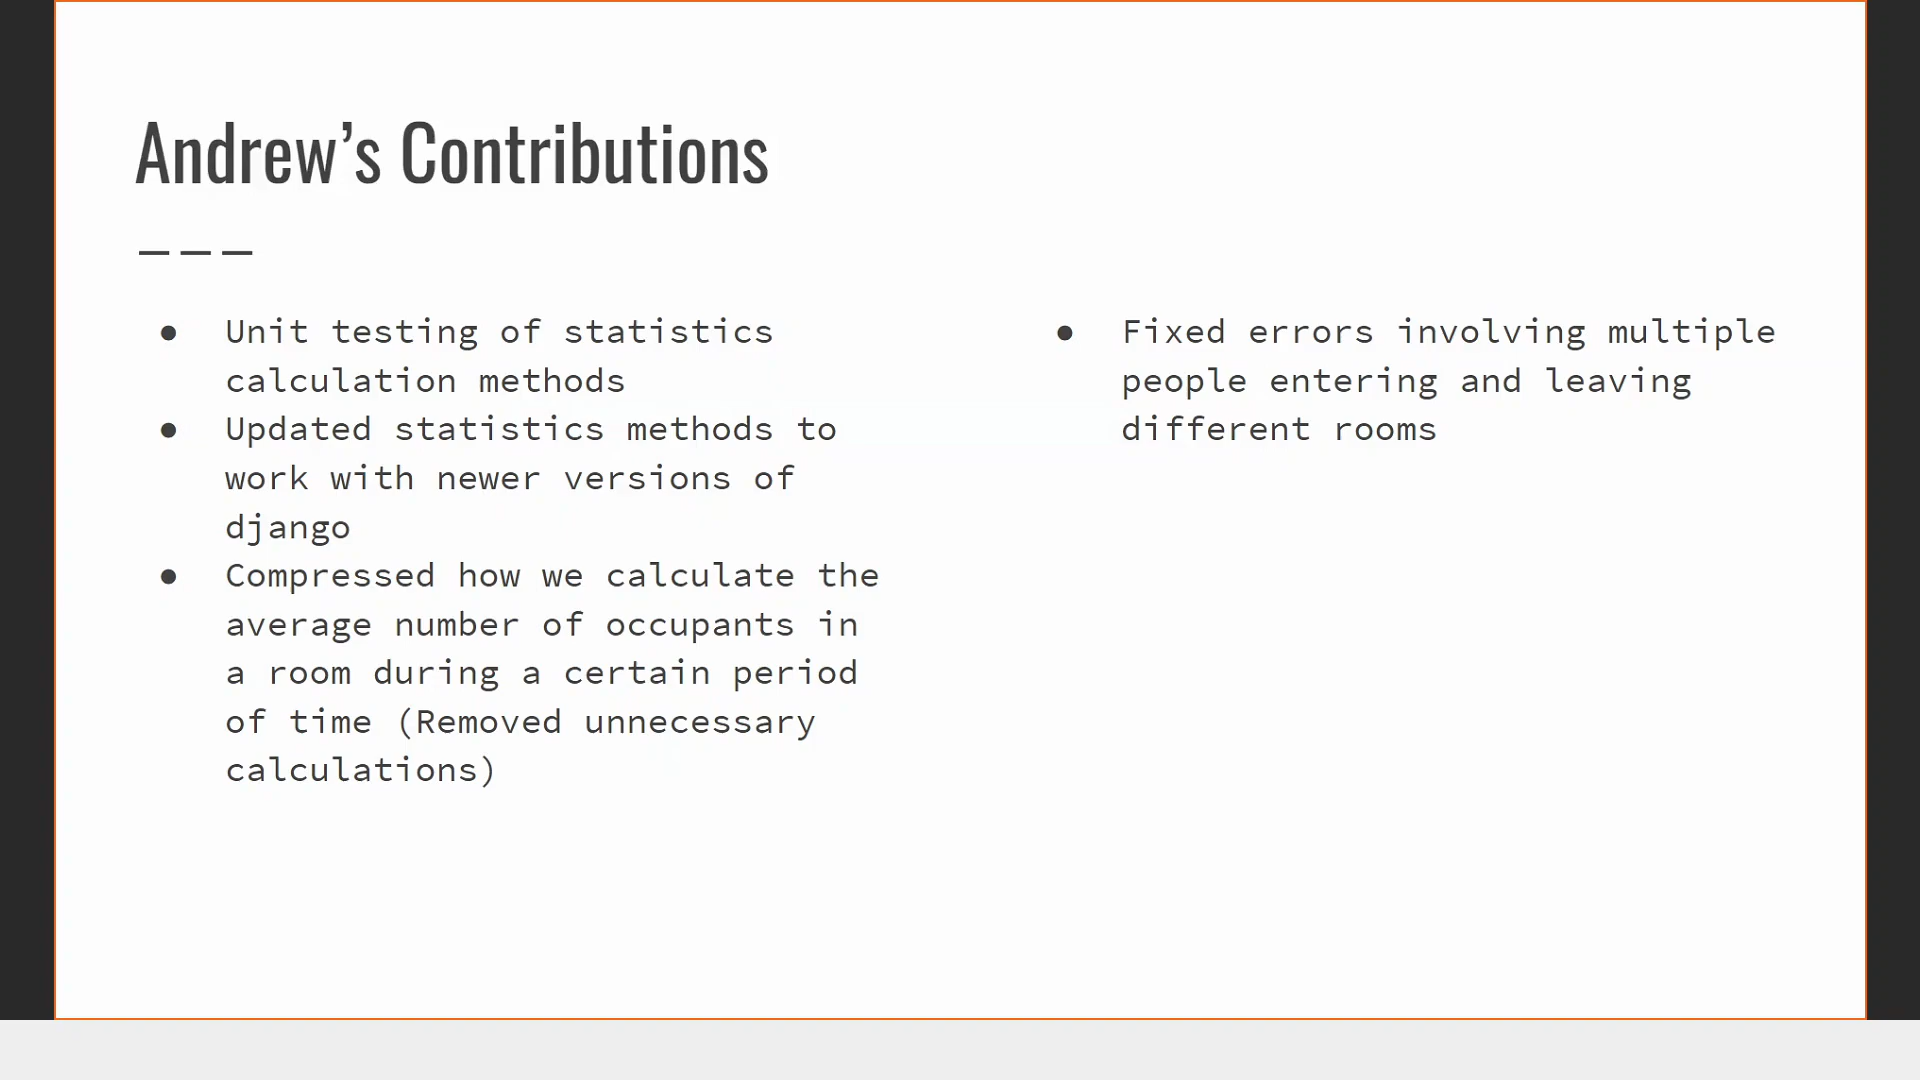 Andrew’s Contributions
● Unit testing of statistics
calculation methods
● Updated statistics methods to
work with newer versions of
django
● Compressed how we calculate the
average number of occupants in
a room during a certain period
of time (Removed unnecessary
calculations)
● Fixed errors involving multiple
people entering and leaving
different rooms